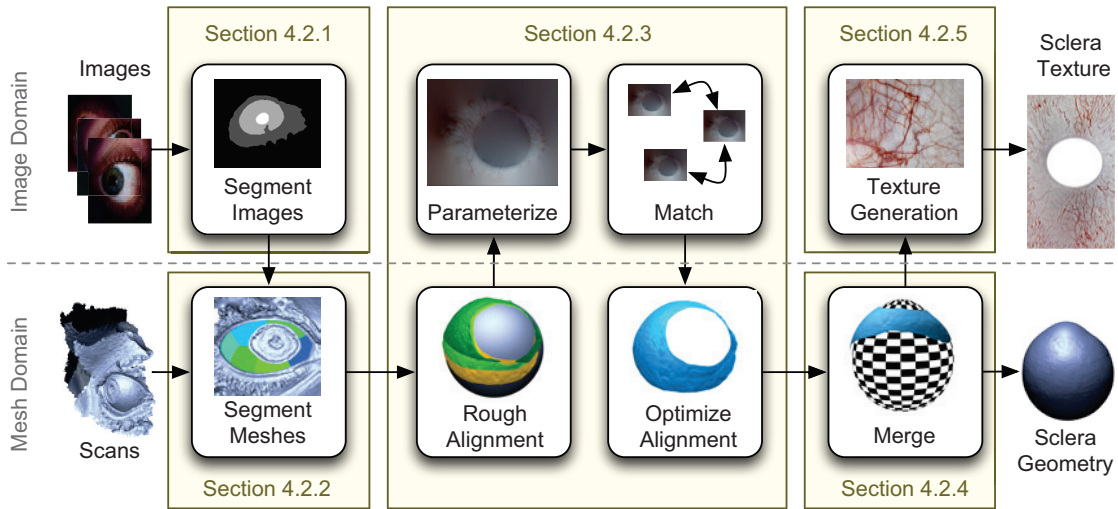 Section 4.2.1
Section 4.2.3
Section 4.2.5
Image Domain
Images
Segment
Images
Parameterize
Match
Texture
Generation
Sclera
Texture
Mesh Domain
Scans
Segment
Meshes
Rough
Alignment
Optimize
Alignment
Merge
Sclera
Geometry
Section 4.2.2
Section 4.2.4